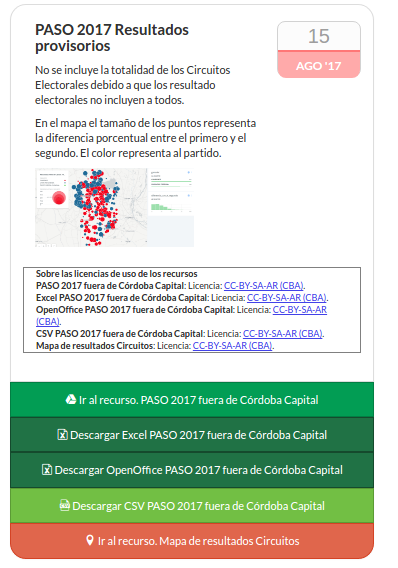 PASO 2017 Resultados
provisorios
15
AGO '17
No se incluye la totalidad de los Circuitos
Electorales debido a que los resultado
electorales no incluyen a todos.
En el mapa el tamaño de los puntos representa
la diferencia porcentual entre el primero y el
segundo. El color representa al partido.
Sobre las licencias de uso de los recursos
PASO 2017 fuera de Córdoba Capital: Licencia: CC-BY-SA-AR (CBA).
Excel PASO 2017 fuera de Córdoba Capital: Licencia: CC-BY-SA-AR (CBA).
OpenOffice PASO 2017 fuera de Córdoba Capital: Licencia: CC-BY-SA-AR
(CBA).
CSV PASO 2017 fuera de Córdoba Capital: Licencia: CC-BY-SA-AR (CBA).
Mapa de resultados Circuitos: Licencia: CC-BY-SA-AR (CBA).
Ir al recurso. PASO 2017 fuera de Córdoba Capital
Descargar Excel PASO 2017 fuera de Córdoba Capital
Descargar OpenOffice PASO 2017 fuera de Córdoba Capital
Descargar CSV PASO 2017 fuera de Córdoba Capital
Ir al recurso. Mapa de resultados Circuitos